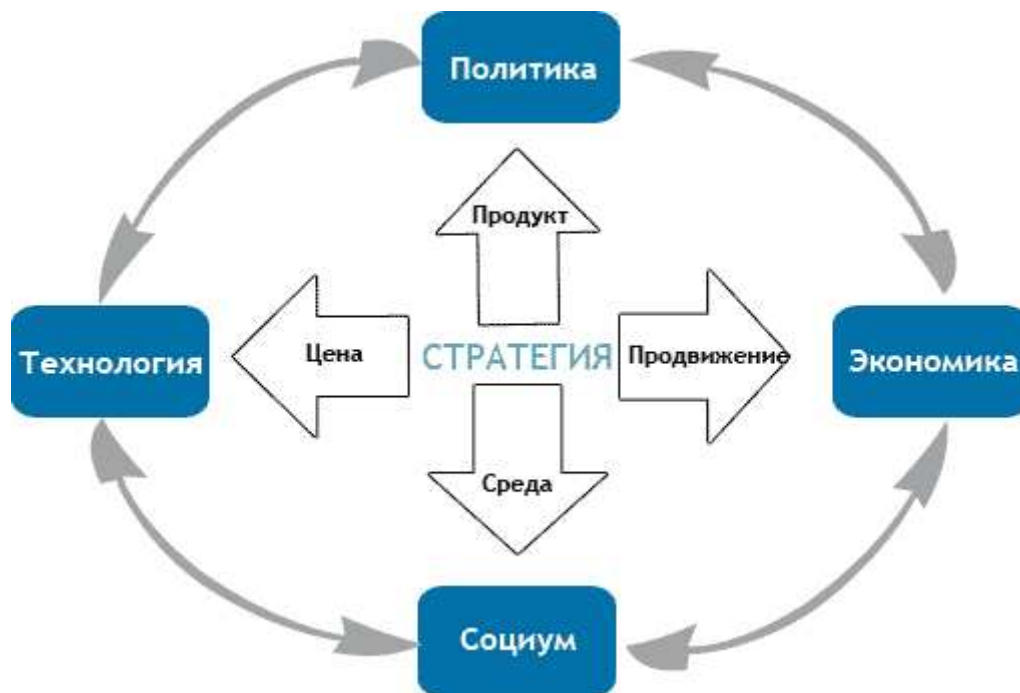 Политика
Продукт
Технология
Цена
СТРАТЕГИЯ
Продвижение
Экономика
Среда
Социум